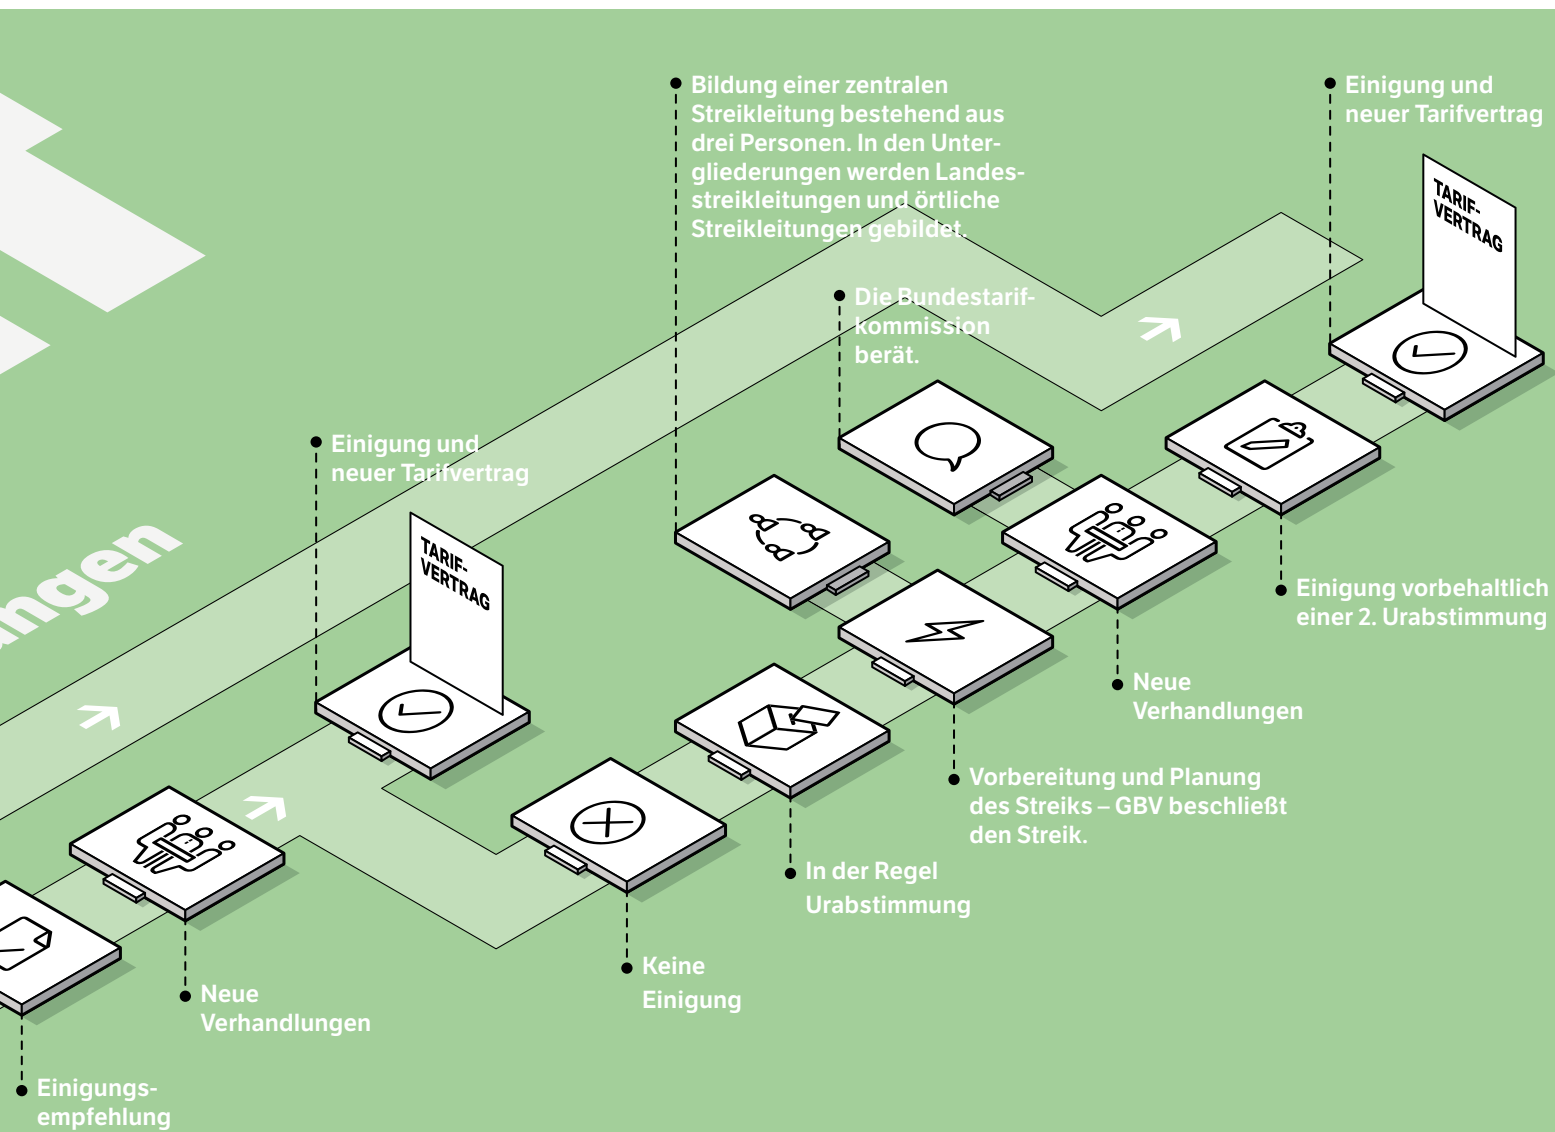 Bildung einer zentralen
Streikleitung bestehend aus
drei Personen. In den Unter-
gliederungen werden Landes-
streikleitungen und örtliche
Streikleitungen gebildet.
Einigung und
neuer Tarifvertrag
TARIF-
VERTRAG
Die Bundestarif-
kommission
berät.
Einigung und
neuer Tarifvertrag
TARIF-
VERTRAG
Einigung vorbehaltlich
einer 2. Urabstimmung
Neue
Verhandlungen
Vorbereitung und Planung
des Streiks – GBV beschließt
den Streik.
In der Regel
Urabstimmung
Keine
Einigung
Neue
Verhandlungen
Einigungs-
empfehlung